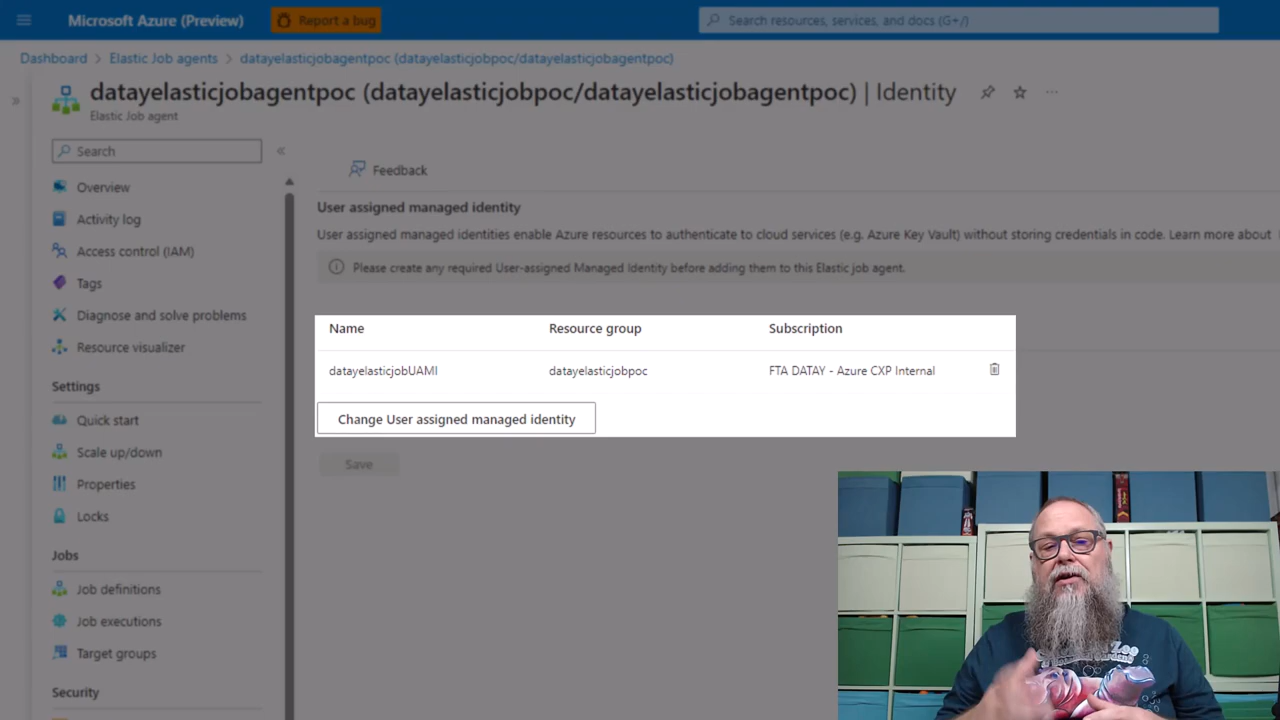 Microsoft Azure (Preview)
Report a bug
Search resources, services, and docs (G+/)
Dashboard > Elastic Job agents > datayelasticjobagentpoc (datayelasticjobpoc/datayelasticjobagentpoc)
datayelasticjobagentpoc (datayelasticjobpoc/datayelasticjobagentpoc) | Identity
Elastic Job agent
Search
Feedback
Overview
Activity log
Access control (IAM)
Tags
Diagnose and solve problems
Resource visualizer
Settings
Quick start
Scale up/down
Properties
Locks
Jobs
Job definitions
Job executions
Target groups
Security
User assigned managed identity
User assigned managed identities enable Azure resources to authenticate to cloud services (e.g. Azure Key Vault) without storing credentials in code. Learn more about
Please create any required User-assigned Managed Identity before adding them to this Elastic job agent.
Name Resource group Subscription
datayelasticjobUAMI datayelasticjobpoc FTA DATAY - Azure CXP Internal
Change User assigned managed identity
Save